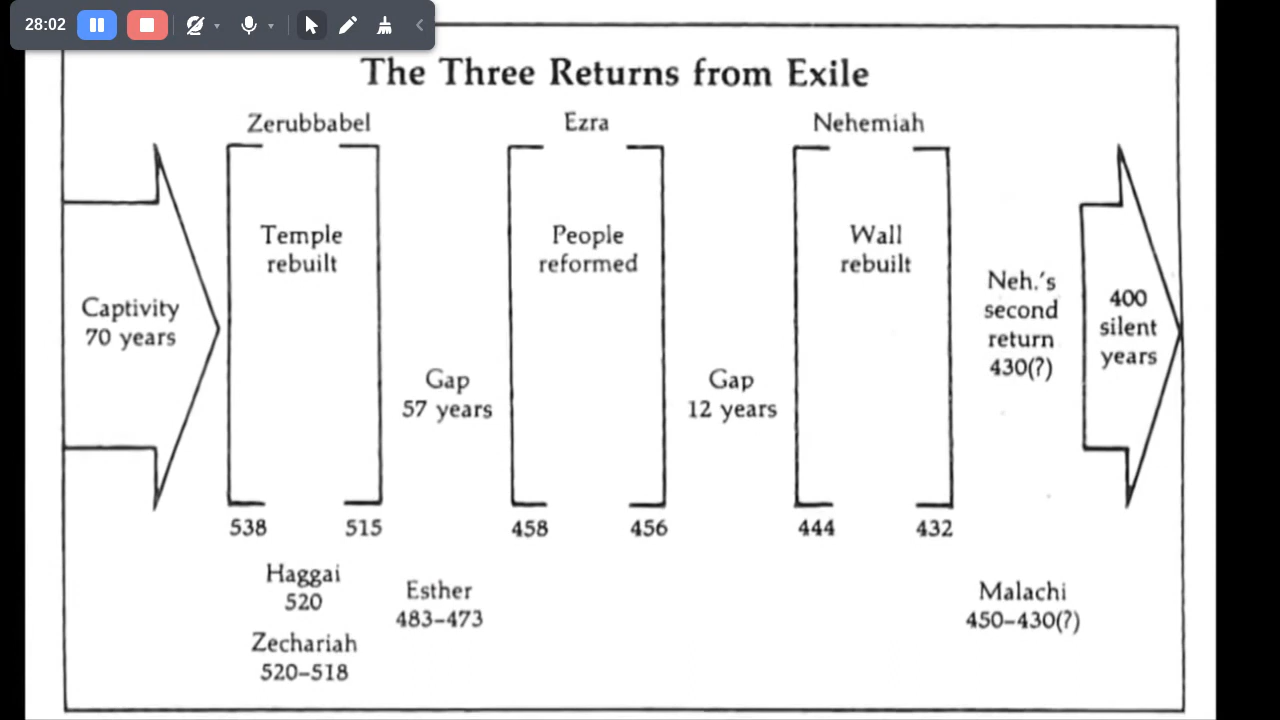 28:02
The Three Returns from Exile
Zerubbabel
Ezra
Nehemiah
Captivity
70 years
Temple
rebuilt
Gap
57 years
People
reformed
Gap
12 years
Wall
rebuilt
Neh.'s
second
return
430(?)
400
silent
years
538
515
458
456
444
432
Haggai
520
Zechariah
520–518
Esther
483–473
Malachi
450–430(?)